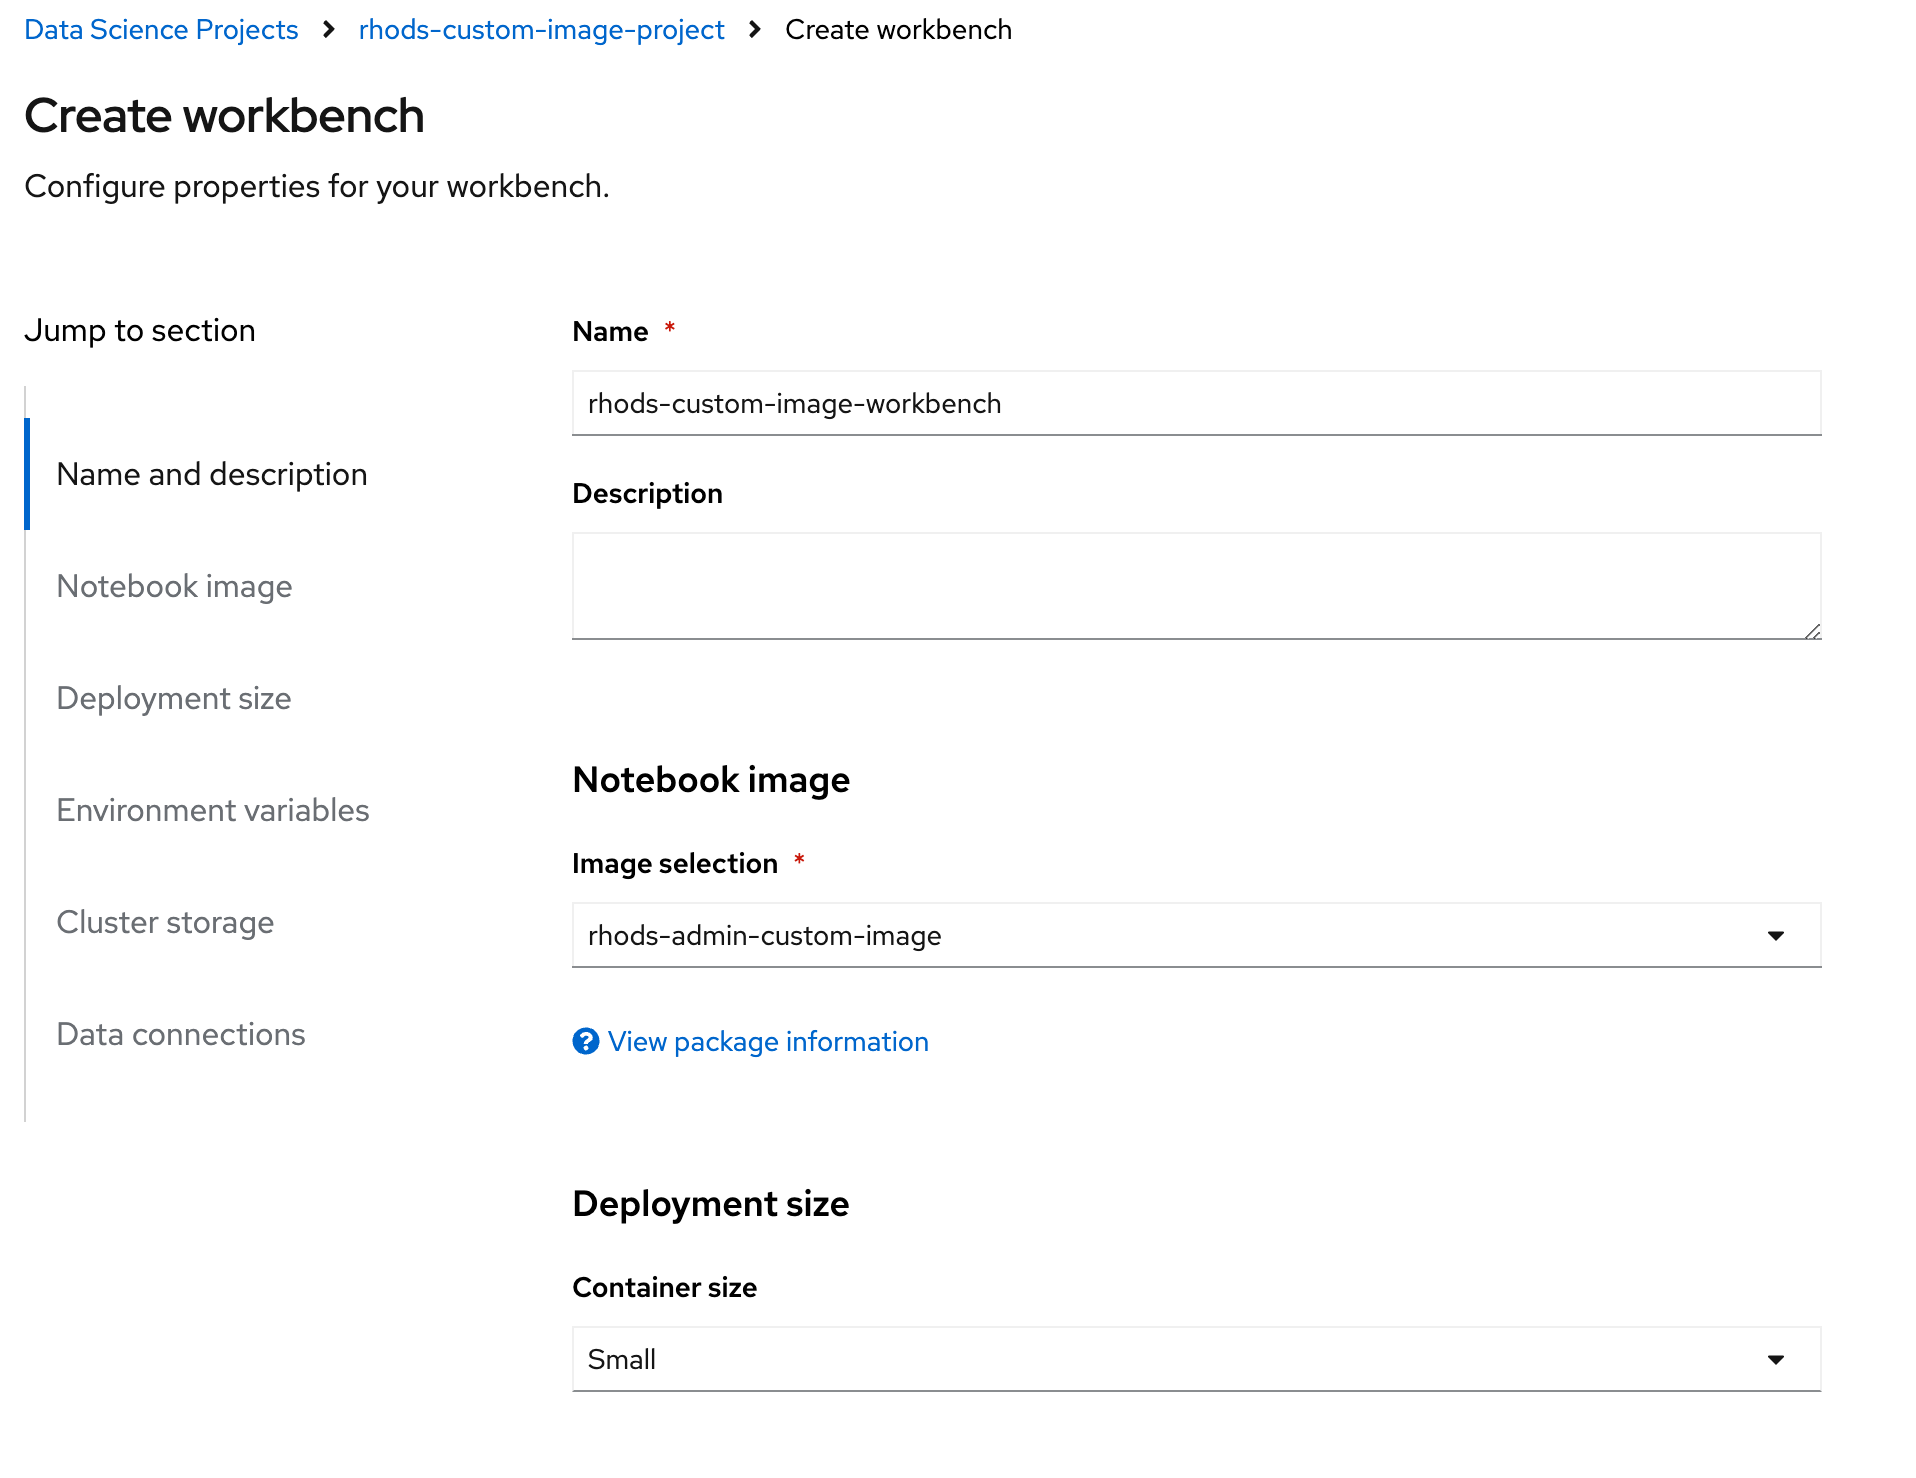 Data Science Projects > rhods-custom-image-project > Create workbench
Create workbench
Configure properties for your workbench.
Jump to section
Name and description
Notebook image
Deployment size
Environment variables
Cluster storage
Data connections
Name *
rhods-custom-image-workbench
Description
Notebook image
Image selection *
rhods-admin-custom-image
? View package information
Deployment size
Container size
Small